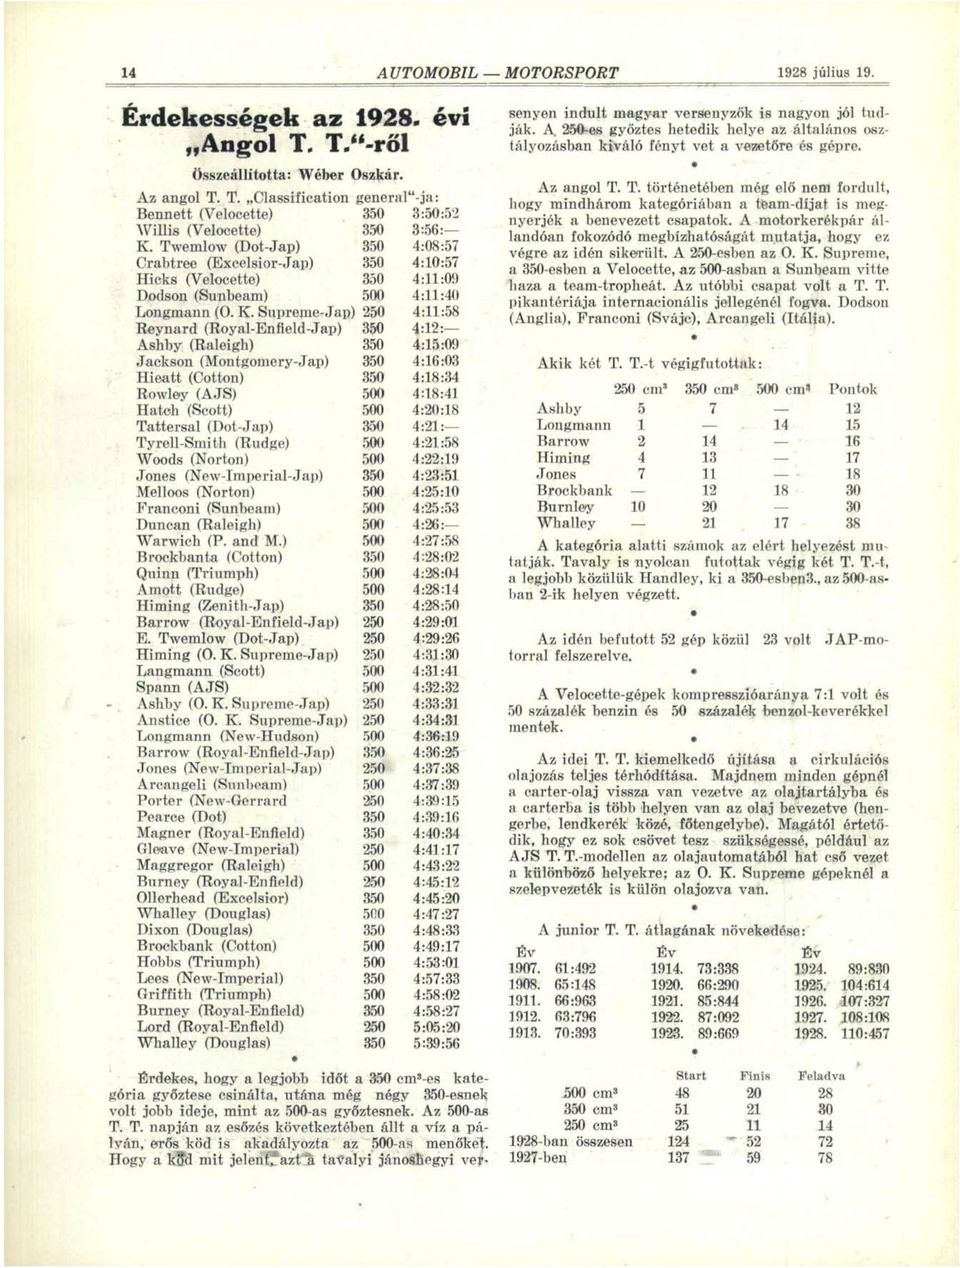 14 AUTOMOBIL — MOTORSPORT 1928 július 19.
Érdekességek az 1928. évi
„Angol T. T.“-ről
Összeállította: Wéber Oszkár.
Az angol T. T. „Classification general“-ja:
Bennett (Velocette) 350 3:50:52
Willis (Velocette) 350 3:56:—
K. Twemlow (Dot-Jap) 350 4:08:57
Crabtree (Excelsior-Jap) 350 4:10:57
Hicks (Velocette) 350 4:11:09
Dodson (Sunbeam) 500 4:11:40
Longmann (O. K. Supreme-Jap) 250 4:11:58
Reynard (Royal-Enfield-Jap) 350 4:12:—
Ashby (Raleigh) 350 4:15:09
Jackson (Montgomery-Jap) 350 4:16:03
Hieatt (Cotton) 350 4:18:34
Rowley (AJS) 500 4:18:41
Hatch (Scott) 500 4:20:18
Tattersal (Dot-Jap) 350 4:21:—
Tyrell-Smith (Rudge) 500 4:21:58
Woods (Norton) 500 4:22:19
Jones (New-Imperial-Jap) 350 4:23:51
Melloos (Norton) 500 4:25:10
Franconi (Sunbeam) 500 4:25:53
Duncan (Raleigh) 500 4:26:—
Warwich (P. and M.) 500 4:27:58
Brockbanta (Cotton) 350 4:28:02
Quinn (Triumph) 500 4:28:04
Amott (Rudge) 500 4:28:14
Himing (Zenith-Jap) 350 4:28:50
Barrow (Royal-Enfield-Jap) 250 4:29:01
E. Twemlow (Dot-Jap) 250 4:29:26
Himing (O. K. Supreme-Jap) 250 4:31:30
Langmann (Scott) 500 4:31:41
Spann (AJS) 500 4:32:32
Ashby (O. K. Supreme-Jap) 250 4:33:31
Anstice (O. K. Supreme-Jap) 250 4:34:31
Longmann (New-Hudson) 500 4:36:19
Barrow (Royal-Enfield-Jap) 350 4:36:25
Jones (New-Imperial-Jap) 250 4:37:38
Arcangeli (Sunbeam) 500 4:37:39
Porter (New-Gerrard 250 4:39:15
Pearce (Dot) 350 4:39:16
Magner (Royal-Enfield) 350 4:40:34
Gleave (New-Imperial) 250 4:41:17
Maggregor (Raleigh) 500 4:43:22
Burney (Royal-Enfield) 250 4:45:12
Ollerhead (Excelsior) 350 4:45:20
Whalley (Douglas) 500 4:47:27
Dixon (Douglas) 350 4:48:33
Brockbank (Cotton) 500 4:49:17
Hobbs (Triumph) 500 4:53:01
Lees (New-Imperial) 350 4:57:33
Griffith (Triumph) 500 4:58:02
Burney (Royal-Enfield) 350 4:58:27
Lord (Royal-Enfield) 250 5:05:20
Whalley (Douglas) 350 5:39:56
*
Érdekes, hogy a legjobb időt a 350 cm³-es kate-
gória győztese csinálta, utána még négy 350-esnek
volt jobb ideje, mint az 500-as győztesnek. Az 500-as
T. T. napján az esőzés következtében állt a víz a pá-
lyán, erős köd is akadályozta az 500-as menőket.
Hogy a köd mit jelent, azt a tavalyi jánoshegyi ver-
senyen indult magyar versenyzők is nagyon jól tud-
ják. A 250-es győztes hetedik helye az általános osz-
tályozásban kiváló fényt vet a vezetőre és gépre.
*
Az angol T. T. történetében még elő nem fordult,
hogy mindhárom kategóriában a team-díjat is meg-
nyerjék a benevezett csapatok. A motorkerékpár ál-
landóan fokozódó megbízhatóságát mutatja, hogy ez
végre az idén sikerült. A 250-esben az O. K. Supreme,
a 350-esben a Velocette, az 500-asban a Sunbeam vitte
haza a team-tropheát. Az utóbbi csapat volt a T. T.
pikantériája internacionális jellegénél fogva. Dodson
(Anglia), Franconi (Svájc), Arcangeli (Itália).
*
Akik két T. T.-t végigfutottak:
250 cm³ 350 cm³ 500 cm³ Pontok
Ashby 5 7 — 12
Longmann 1 — 14 15
Barrow 2 14 — 16
Himing 4 13 — 17
Jones 7 11 — 18
Brockbank — 12 18 30
Burnley 10 20 — 30
Whalley — 21 17 38
A kategória alatti számok az elért helyezést mu-
tatják. Tavaly is nyolcan futottak végig két T. T.-t,
a legjobb közülük Handley, ki a 350-esben 3., az 500-as-
ban 2-ik helyen végzett.
*
Az idén befutott 52 gép közül 23 volt JAP-mo-
torral felszerelve.
*
A Velocette-gépek kompresszióaránya 7:1 volt és
50 százalék benzin és 50 százalék benzol-keverékkel
mentek.
*
Az idei T. T. kiemelkedő újítása a cirkulációs
olajozás teljes térhódítása. Majdnem minden gépnél
a carter-olaj vissza van vezetve az olajtartályba és
a carterba is több helyen van az olaj bevezetve (hen-
gerbe, lendkerék közé, főtengelybe). Magától értető-
dik, hogy ez sok csövet tesz szükségessé, például az
AJS T. T.-modellen az olajautomatából hat cső vezet
a különböző helyekre; az O. K. Supreme gépeknél a
szelepvezeték is külön olajozva van.
*
A junior T. T. átlagának növekedése:
Év Év Év
1907. 61:492 1914. 73:338 1924. 89:830
1908. 65:148 1920. 66:290 1925. 104:614
1911. 66:963 1921. 85:844 1926. 107:327
1912. 63:796 1922. 87:092 1927. 108:108
1913. 70:393 1923. 89:669 1928. 110:457
*
Start Finis Feladva
500 cm³ 48 20 28
350 cm³ 51 21 30
250 cm³ 25 11 14
1928-ban összesen 124 52 72
1927-ben 137 59 78